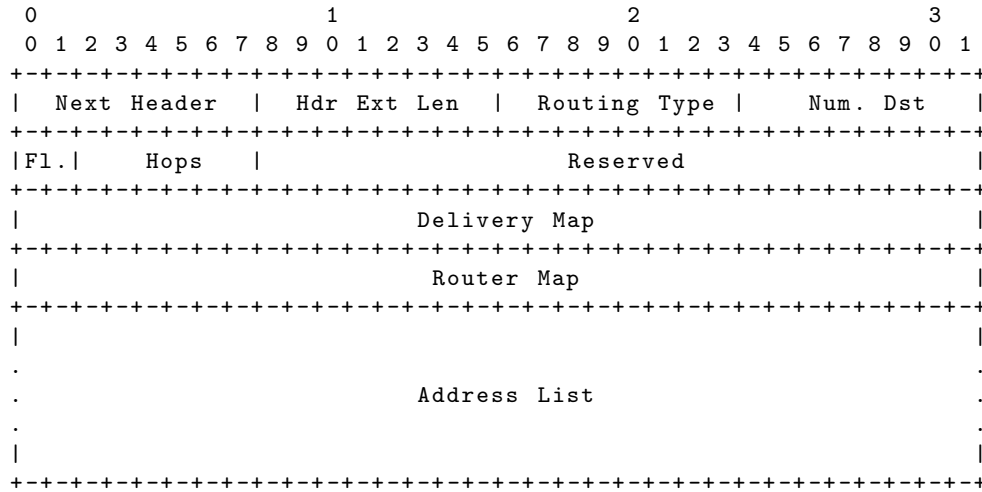 0                   1                   2                   3
0 1 2 3 4 5 6 7 8 9 0 1 2 3 4 5 6 7 8 9 0 1 2 3 4 5 6 7 8 9 0 1
+-+-+-+-+-+-+-+-+-+-+-+-+-+-+-+-+-+-+-+-+-+-+-+-+-+-+-+-+-+-+-+-+
|  Next Header  |  Hdr Ext Len  |  Routing Type |    Num. Dst   |
+-+-+-+-+-+-+-+-+-+-+-+-+-+-+-+-+-+-+-+-+-+-+-+-+-+-+-+-+-+-+-+-+
|Fl.|    Hops   |                    Reserved                   |
+-+-+-+-+-+-+-+-+-+-+-+-+-+-+-+-+-+-+-+-+-+-+-+-+-+-+-+-+-+-+-+-+
|                          Delivery Map                         |
+-+-+-+-+-+-+-+-+-+-+-+-+-+-+-+-+-+-+-+-+-+-+-+-+-+-+-+-+-+-+-+-+
|                           Router Map                          |
+-+-+-+-+-+-+-+-+-+-+-+-+-+-+-+-+-+-+-+-+-+-+-+-+-+-+-+-+-+-+-+-+
|                                                               |
.                                                               .
.                          Address List                         .
.                                                               .
|                                                               |
+-+-+-+-+-+-+-+-+-+-+-+-+-+-+-+-+-+-+-+-+-+-+-+-+-+-+-+-+-+-+-+-+